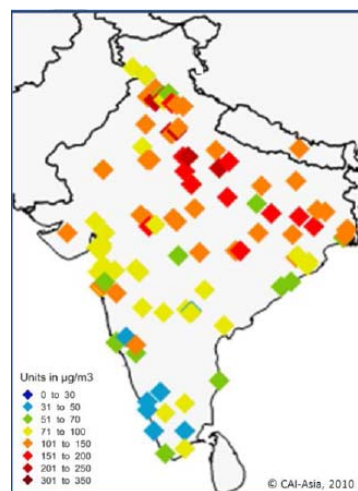 Units in µg/m3
0 to 30
31 to 50
51 to 70
71 to 100
101 to 150
151 to 200
201 to 250
301 to 350
© CAI-Asia, 2010